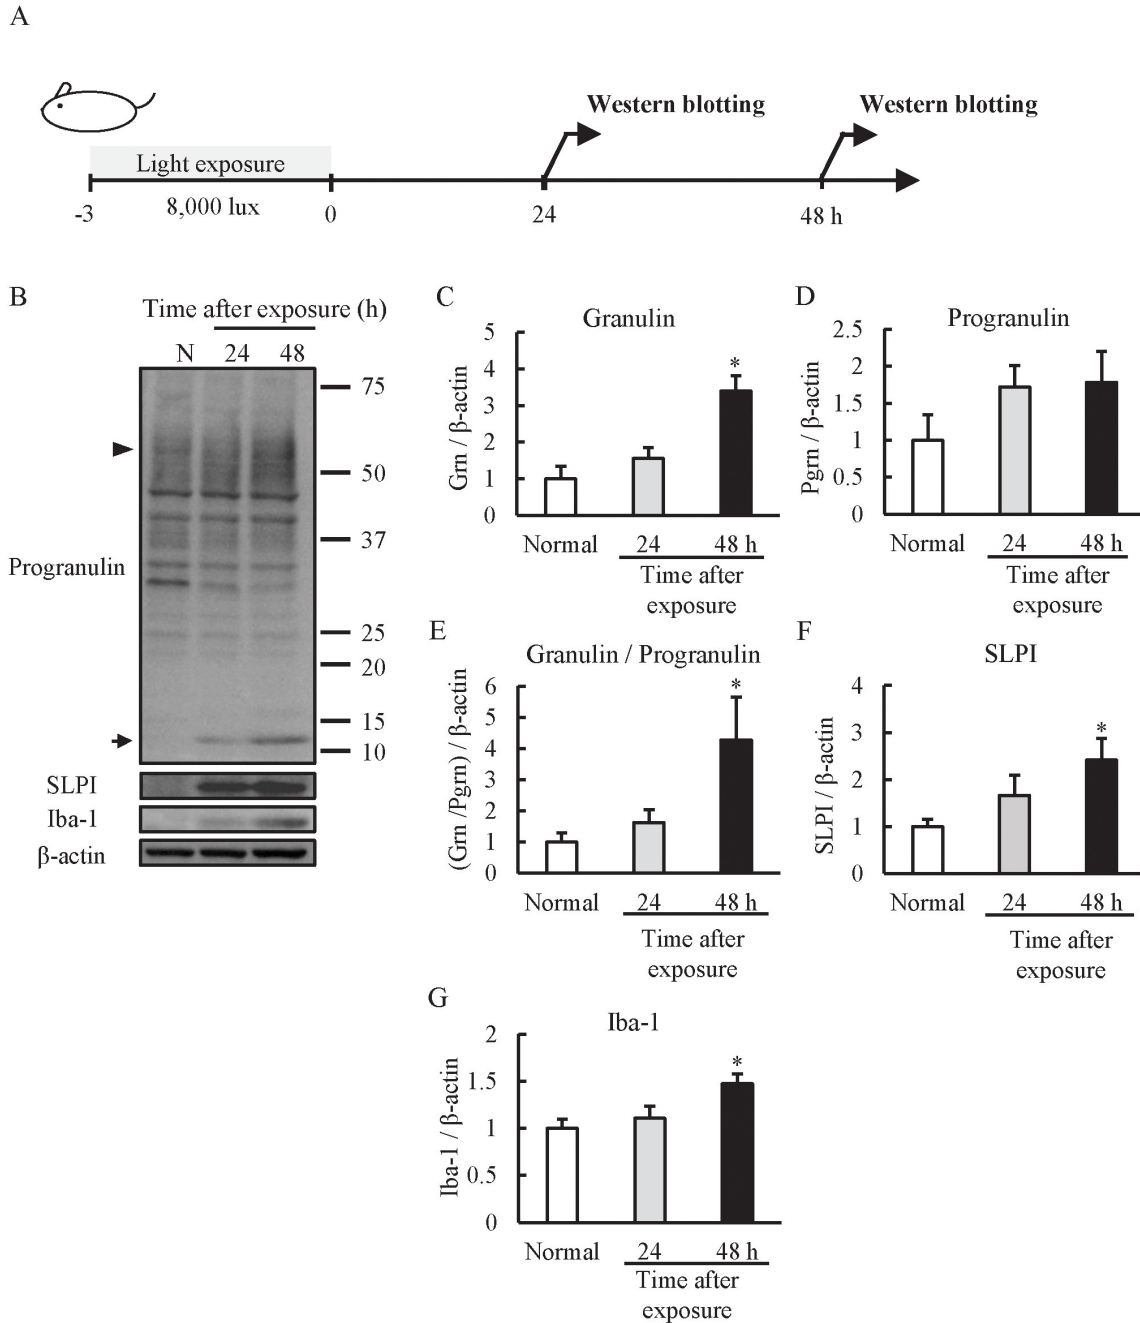 A
Western blotting
Western blotting
Light exposure
-3
8,000 lux
0
24
48 h
B
Time after exposure (h)
N
24
48
75
50
37
25
20
15
10
Progranulin
SLPI
Iba-1
β-actin
C
Granulin
Grn / β-actin
5
4
3
2
1
0
*
Normal
24
48 h
Time after
exposure
D
Progranulin
Pgrn / β-actin
2.5
2
1.5
1
0.5
0
Normal
24
48 h
Time after
exposure
E
Granulin / Progranulin
(Grn /Pgrn) / β-actin
6
5
4
3
2
1
0
*
Normal
24
48 h
Time after
exposure
F
SLPI
SLPI / β-actin
4
3
2
1
0
*
Normal
24
48 h
Time after
exposure
G
Iba-1
Iba-1 / β-actin
2
1.5
1
0.5
0
*
Normal
24
48 h
Time after
exposure